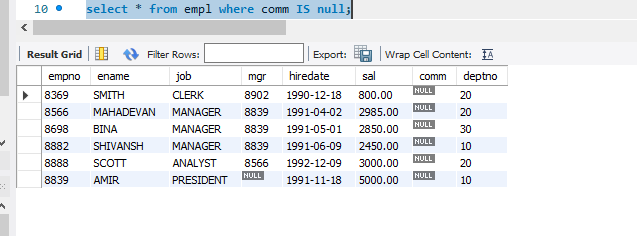 10 select * from empl where comm IS null;
Result Grid Filter Rows: Export: Wrap Cell Content: IA
empno ename job mgr hiredate sal comm deptno
8369 SMITH CLERK 8902 1990-12-18 800.00 NULL 20
8566 MAHADEVAN MANAGER 8839 1991-04-02 2985.00 NULL 20
8698 BINA MANAGER 8839 1991-05-01 2850.00 NULL 30
8882 SHIVANSH MANAGER 8839 1991-06-09 2450.00 NULL 10
8888 SCOTT ANALYST 8566 1992-12-09 3000.00 NULL 20
8839 AMIR PRESIDENT NULL 1991-11-18 5000.00 NULL 10